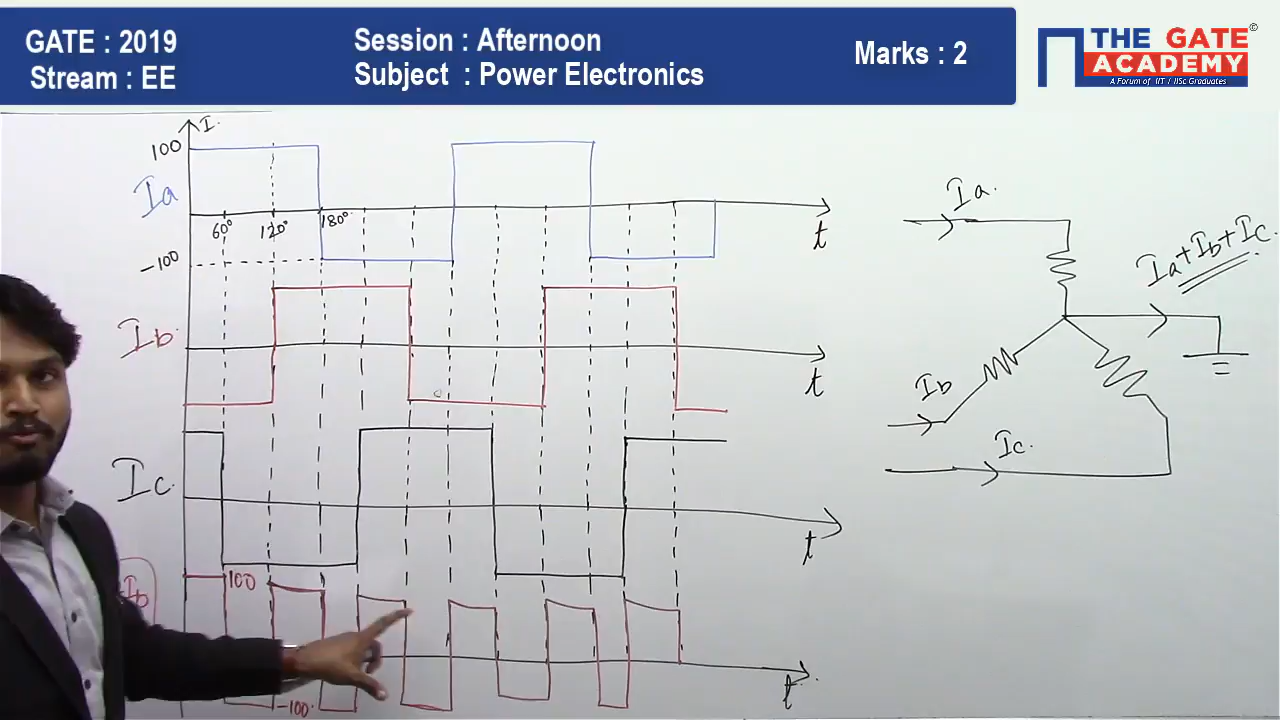 GATE : 2019
Stream : EE
Session : Afternoon
Subject : Power Electronics
Marks : 2
THE GATE ©
ACADEMY
A Forum of IIT / IISc Graduates
I
100
Ia
60° 120° 180°
-100
t
Ib
t
Ic
t
100
Ib
-100
t
Ia
Ia+Ib+Ic
Ib
Ic